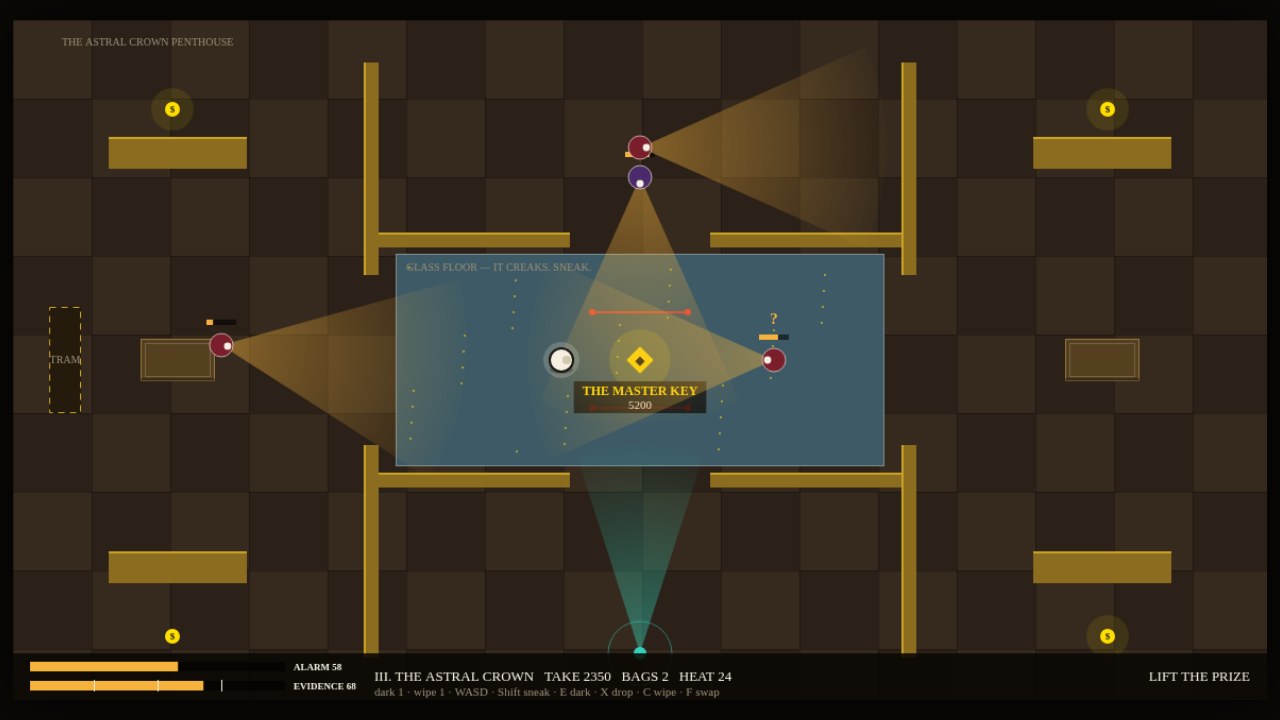 THE ASTRAL CROWN PENTHOUSE
$
$
GLASS FLOOR — IT CREAKS. SNEAK.
?
TRAM
THE MASTER KEY
5200
$
$
ALARM 58
EVIDENCE 68
III. THE ASTRAL CROWN TAKE 2350 BAGS 2 HEAT 24
dark 1 · wipe 1 · WASD · Shift sneak · E dark · X drop · C wipe · F swap
LIFT THE PRIZE